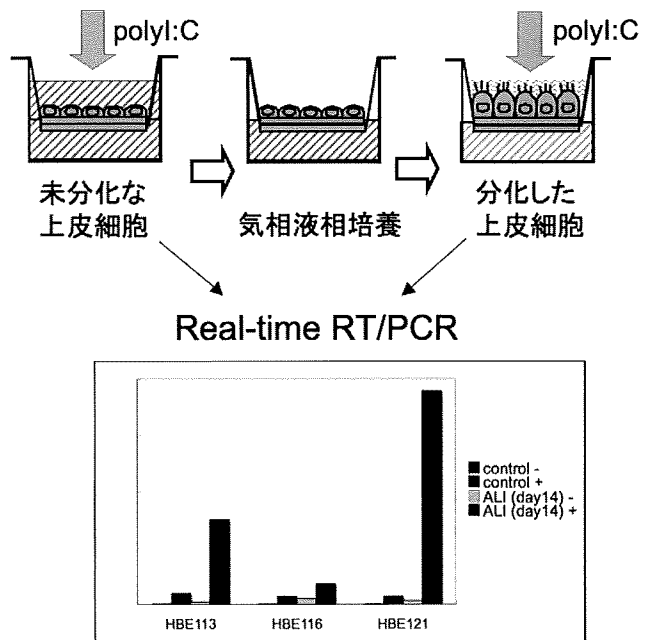 polyI:C
polyI:C
未分化な
上皮細胞
気相液相培養
分化した
上皮細胞
Real-time RT/PCR
control -
control +
ALI (day14) -
ALI (day14) +
HBE113
HBE116
HBE121